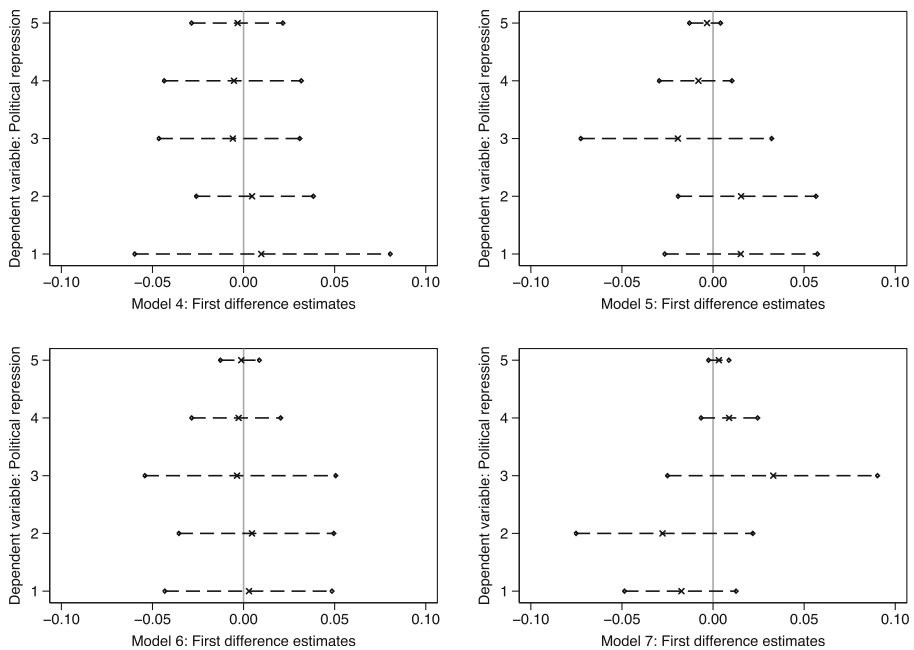 Dependent variable: Political repression
5
4
3
2
1
−0.10 −0.05 0.00 0.05 0.10
Model 4: First difference estimates
Dependent variable: Political repression
5
4
3
2
1
−0.10 −0.05 0.00 0.05 0.10
Model 5: First difference estimates
Dependent variable: Political repression
5
4
3
2
1
−0.10 −0.05 0.00 0.05 0.10
Model 6: First difference estimates
Dependent variable: Political repression
5
4
3
2
1
−0.10 −0.05 0.00 0.05 0.10
Model 7: First difference estimates